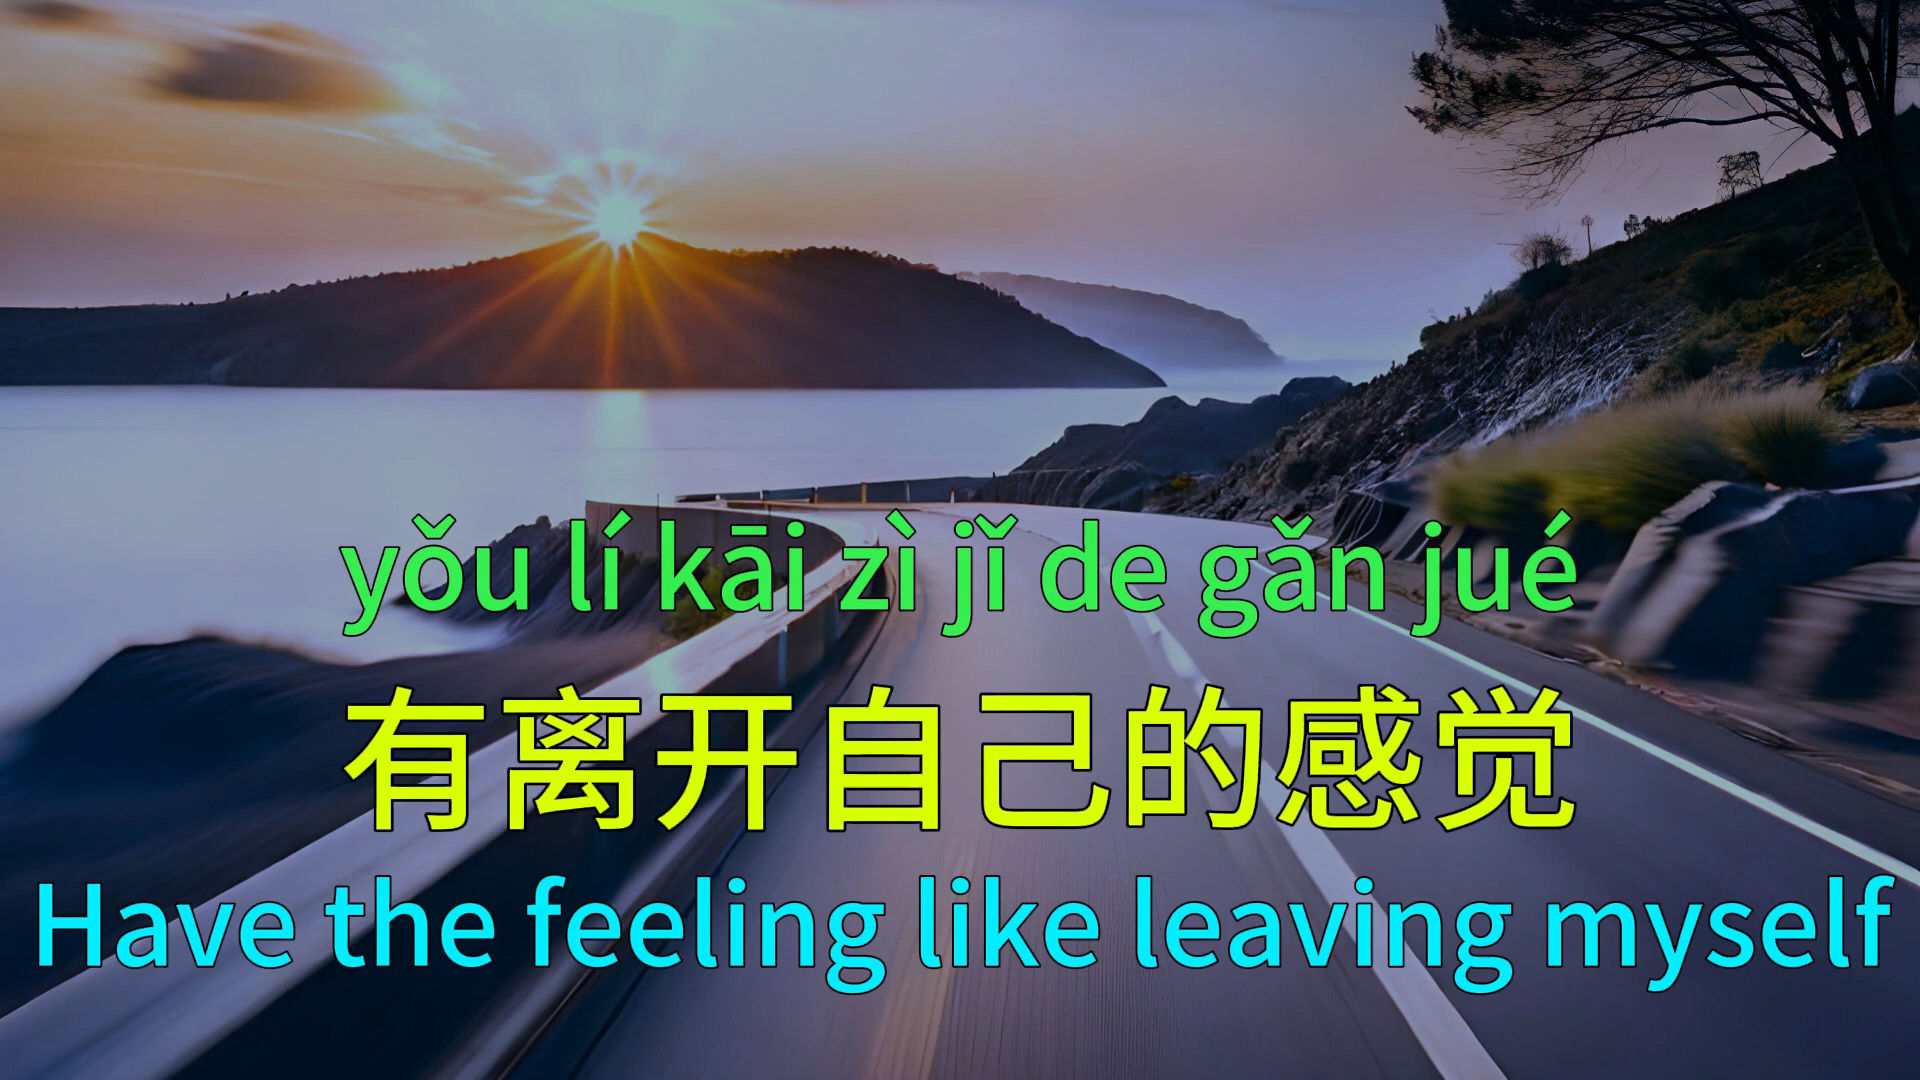 yǒu lí kāi zì jǐ de gǎn jué
有离开自己的感觉
Have the feeling like leaving myself